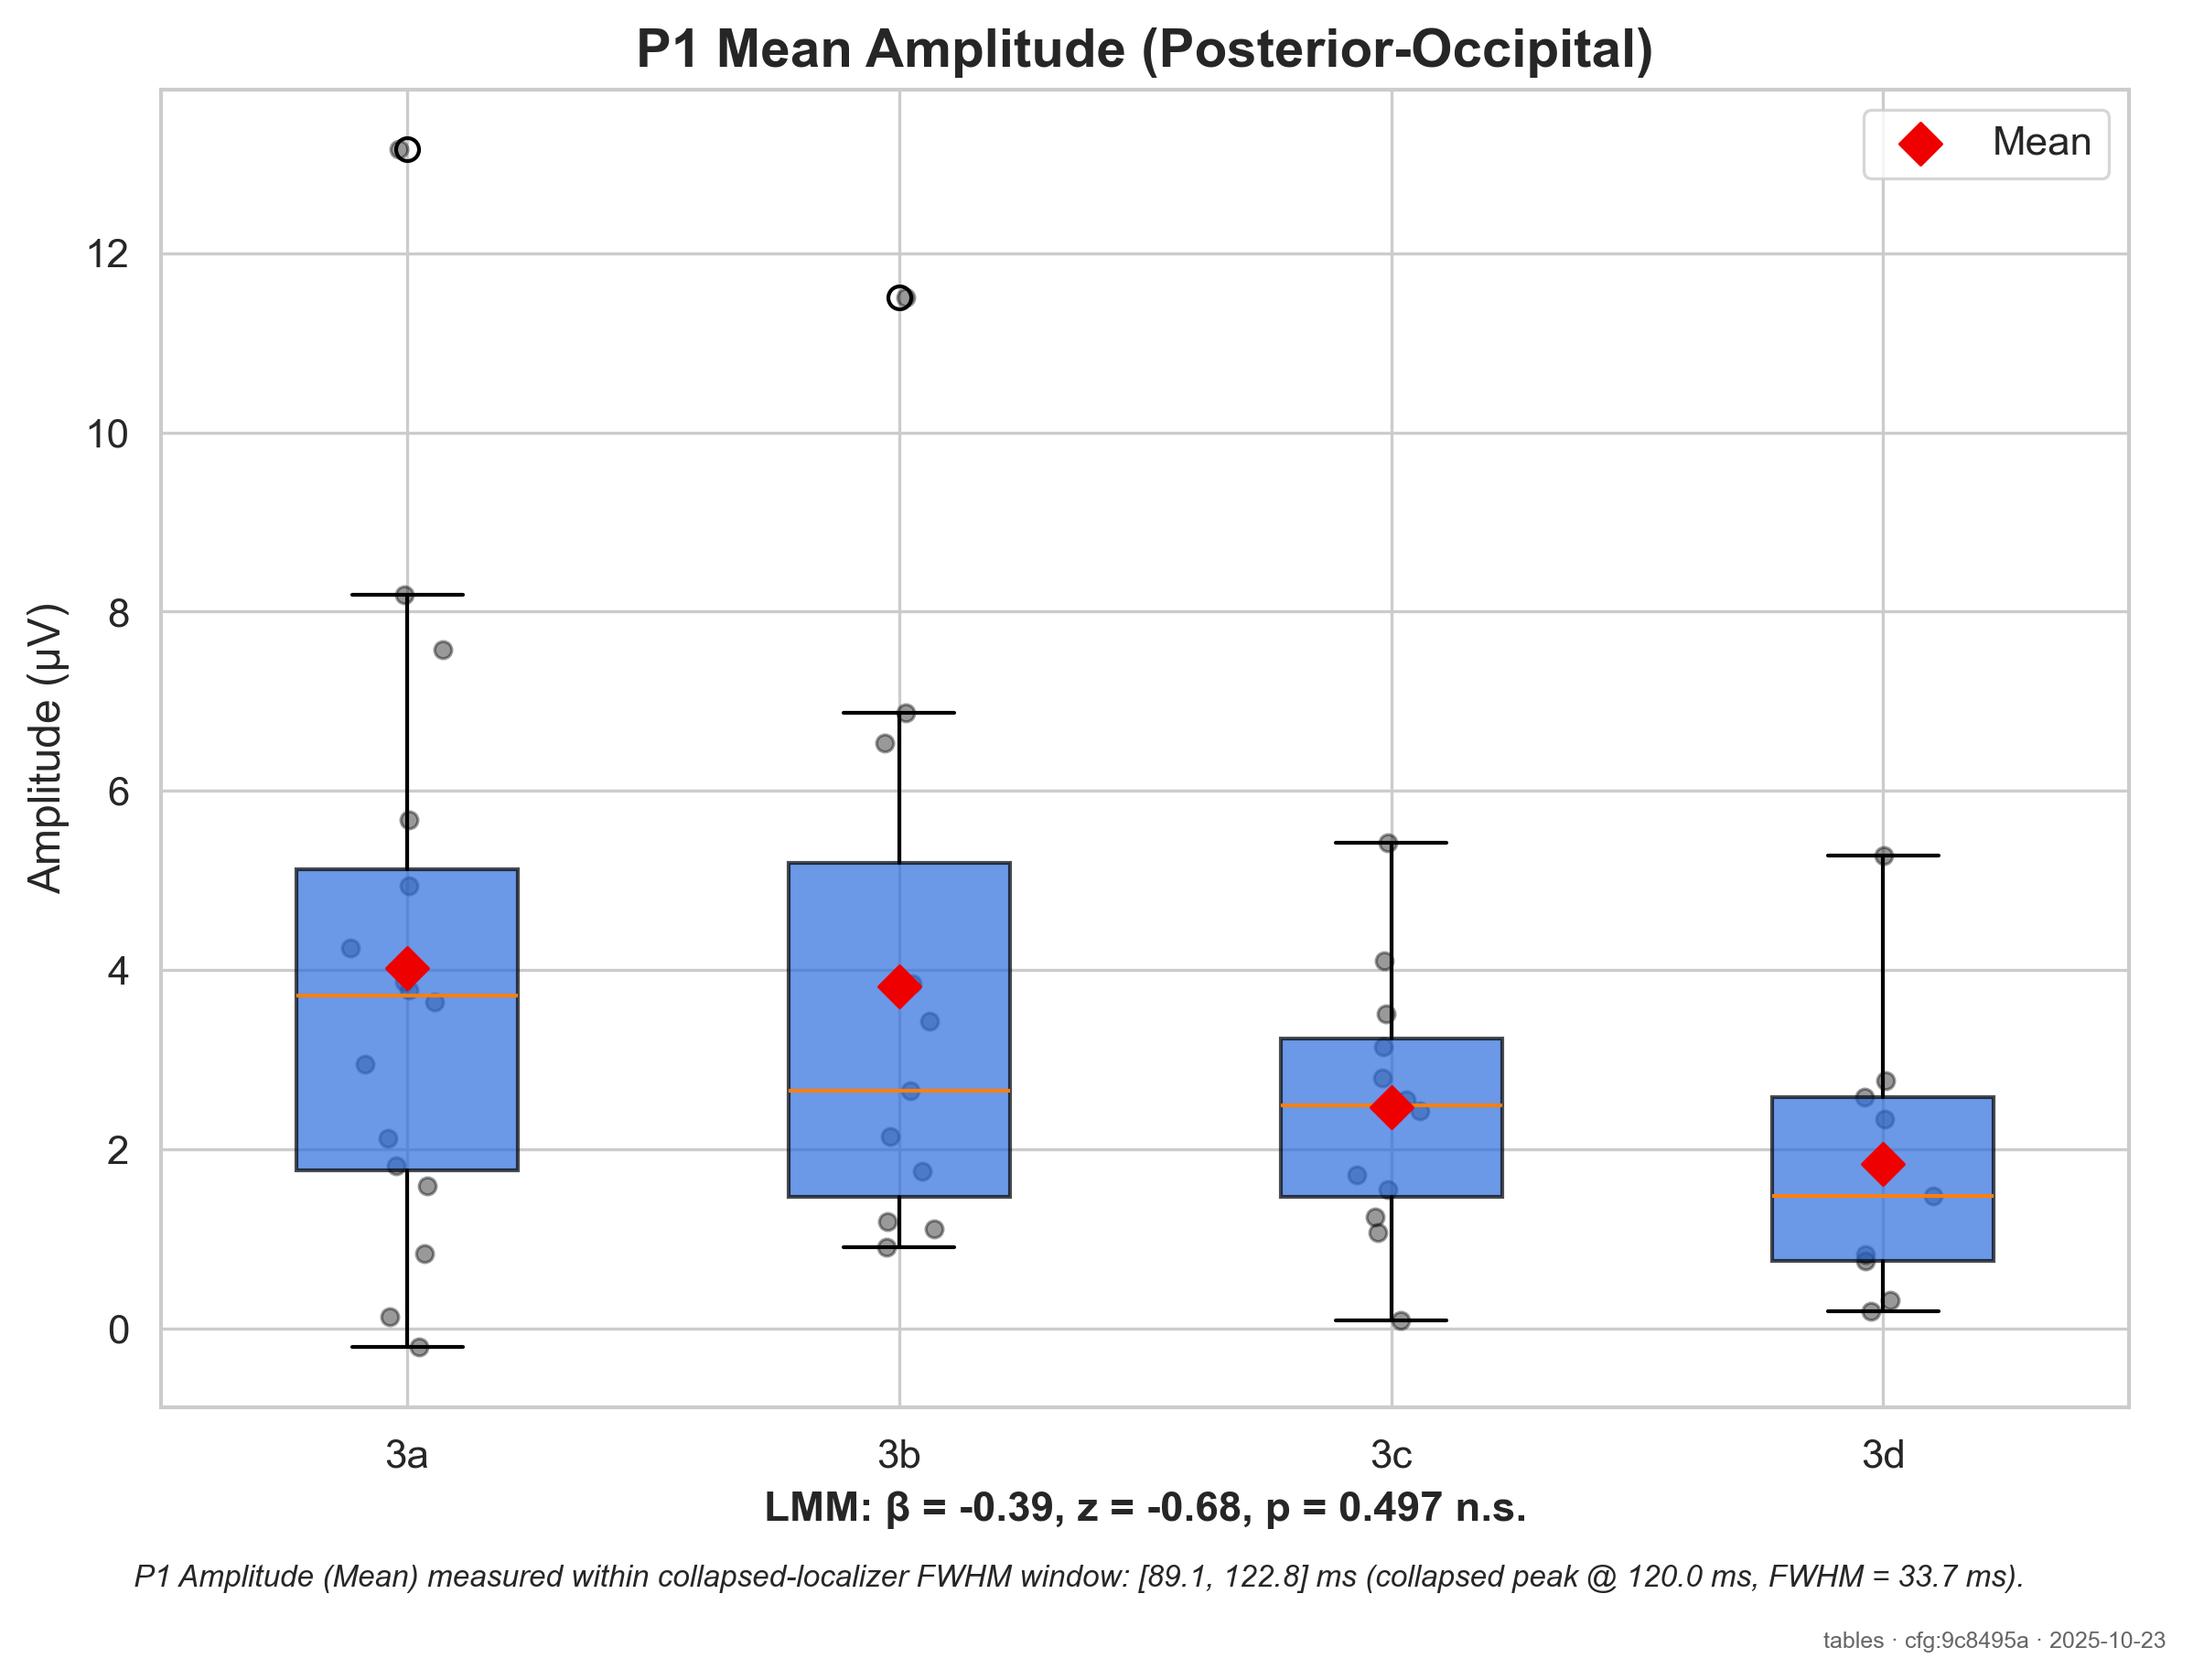 P1 Mean Amplitude (Posterior-Occipital)
Mean
12
10
8
6
4
2
0
Amplitude (µV)
3a 3b 3c 3d
LMM: β = -0.39, z = -0.68, p = 0.497 n.s.
P1 Amplitude (Mean) measured within collapsed-localizer FWHM window: [89.1, 122.8] ms (collapsed peak @ 120.0 ms, FWHM = 33.7 ms).
tables · cfg:9c8495a · 2025-10-23